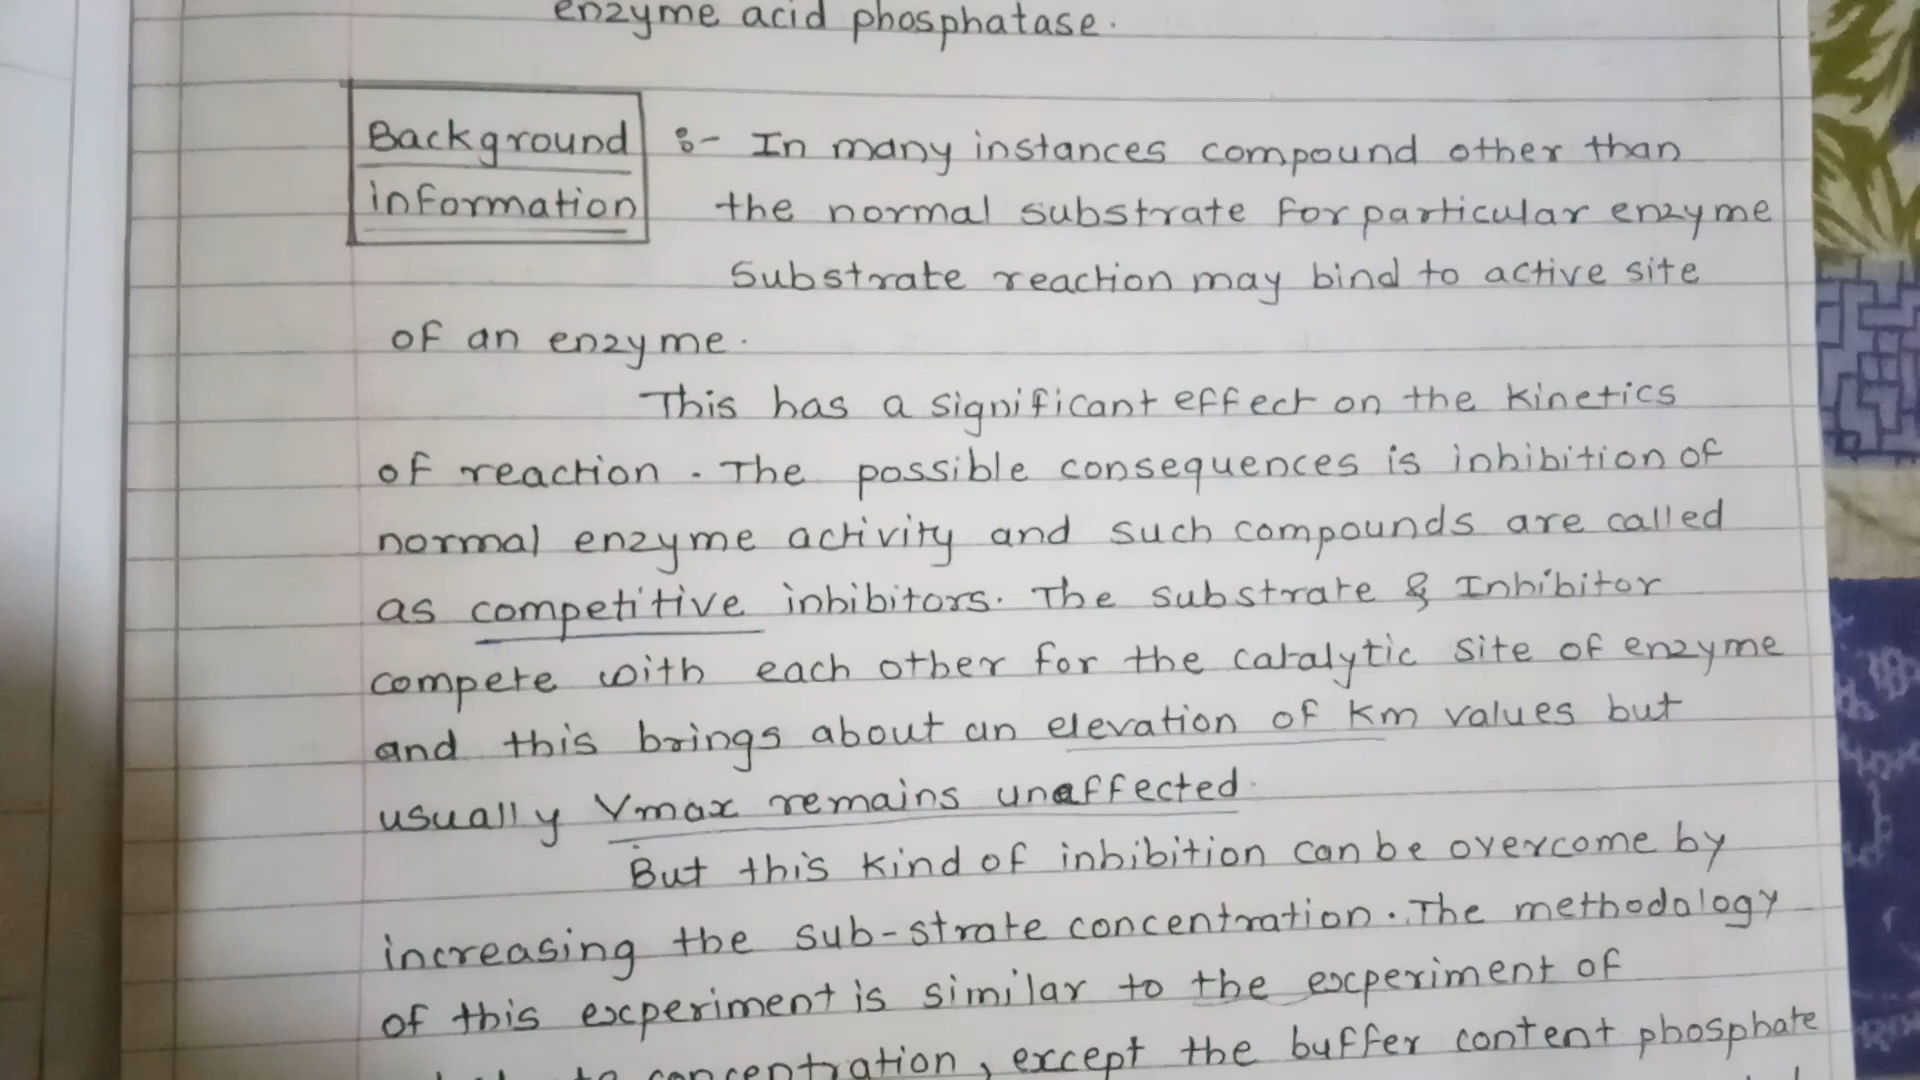 enzyme acid phosphatase.
Background :- In many instances compound other than
information the normal substrate for particular enzyme
Substrate reaction may bind to active site
of an enzyme.
This has a significant effect on the kinetics
of reaction. The possible consequences is inhibition of
normal enzyme activity and such compounds are called
as competitive inhibitors. The substrate & Inhibitor
compete with each other for the catalytic site of enzyme
and this brings about an elevation of Km values but
usually Vmax remains unaffected.
But this kind of inhibition can be overcome by
increasing the sub-strate concentration. The methodology
of this experiment is similar to the experiment of
concentration, except the buffer content phosphate